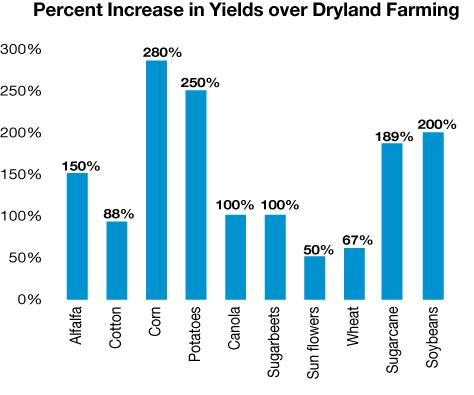 Percent Increase in Yields over Dryland Farming
300%
250%
200%
150%
100%
50%
0%
150%
88%
280%
250%
100%
100%
50%
67%
189%
200%
Alfalfa
Cotton
Corn
Potatoes
Canola
Sugarbeets
Sun flowers
Wheat
Sugarcane
Soybeans